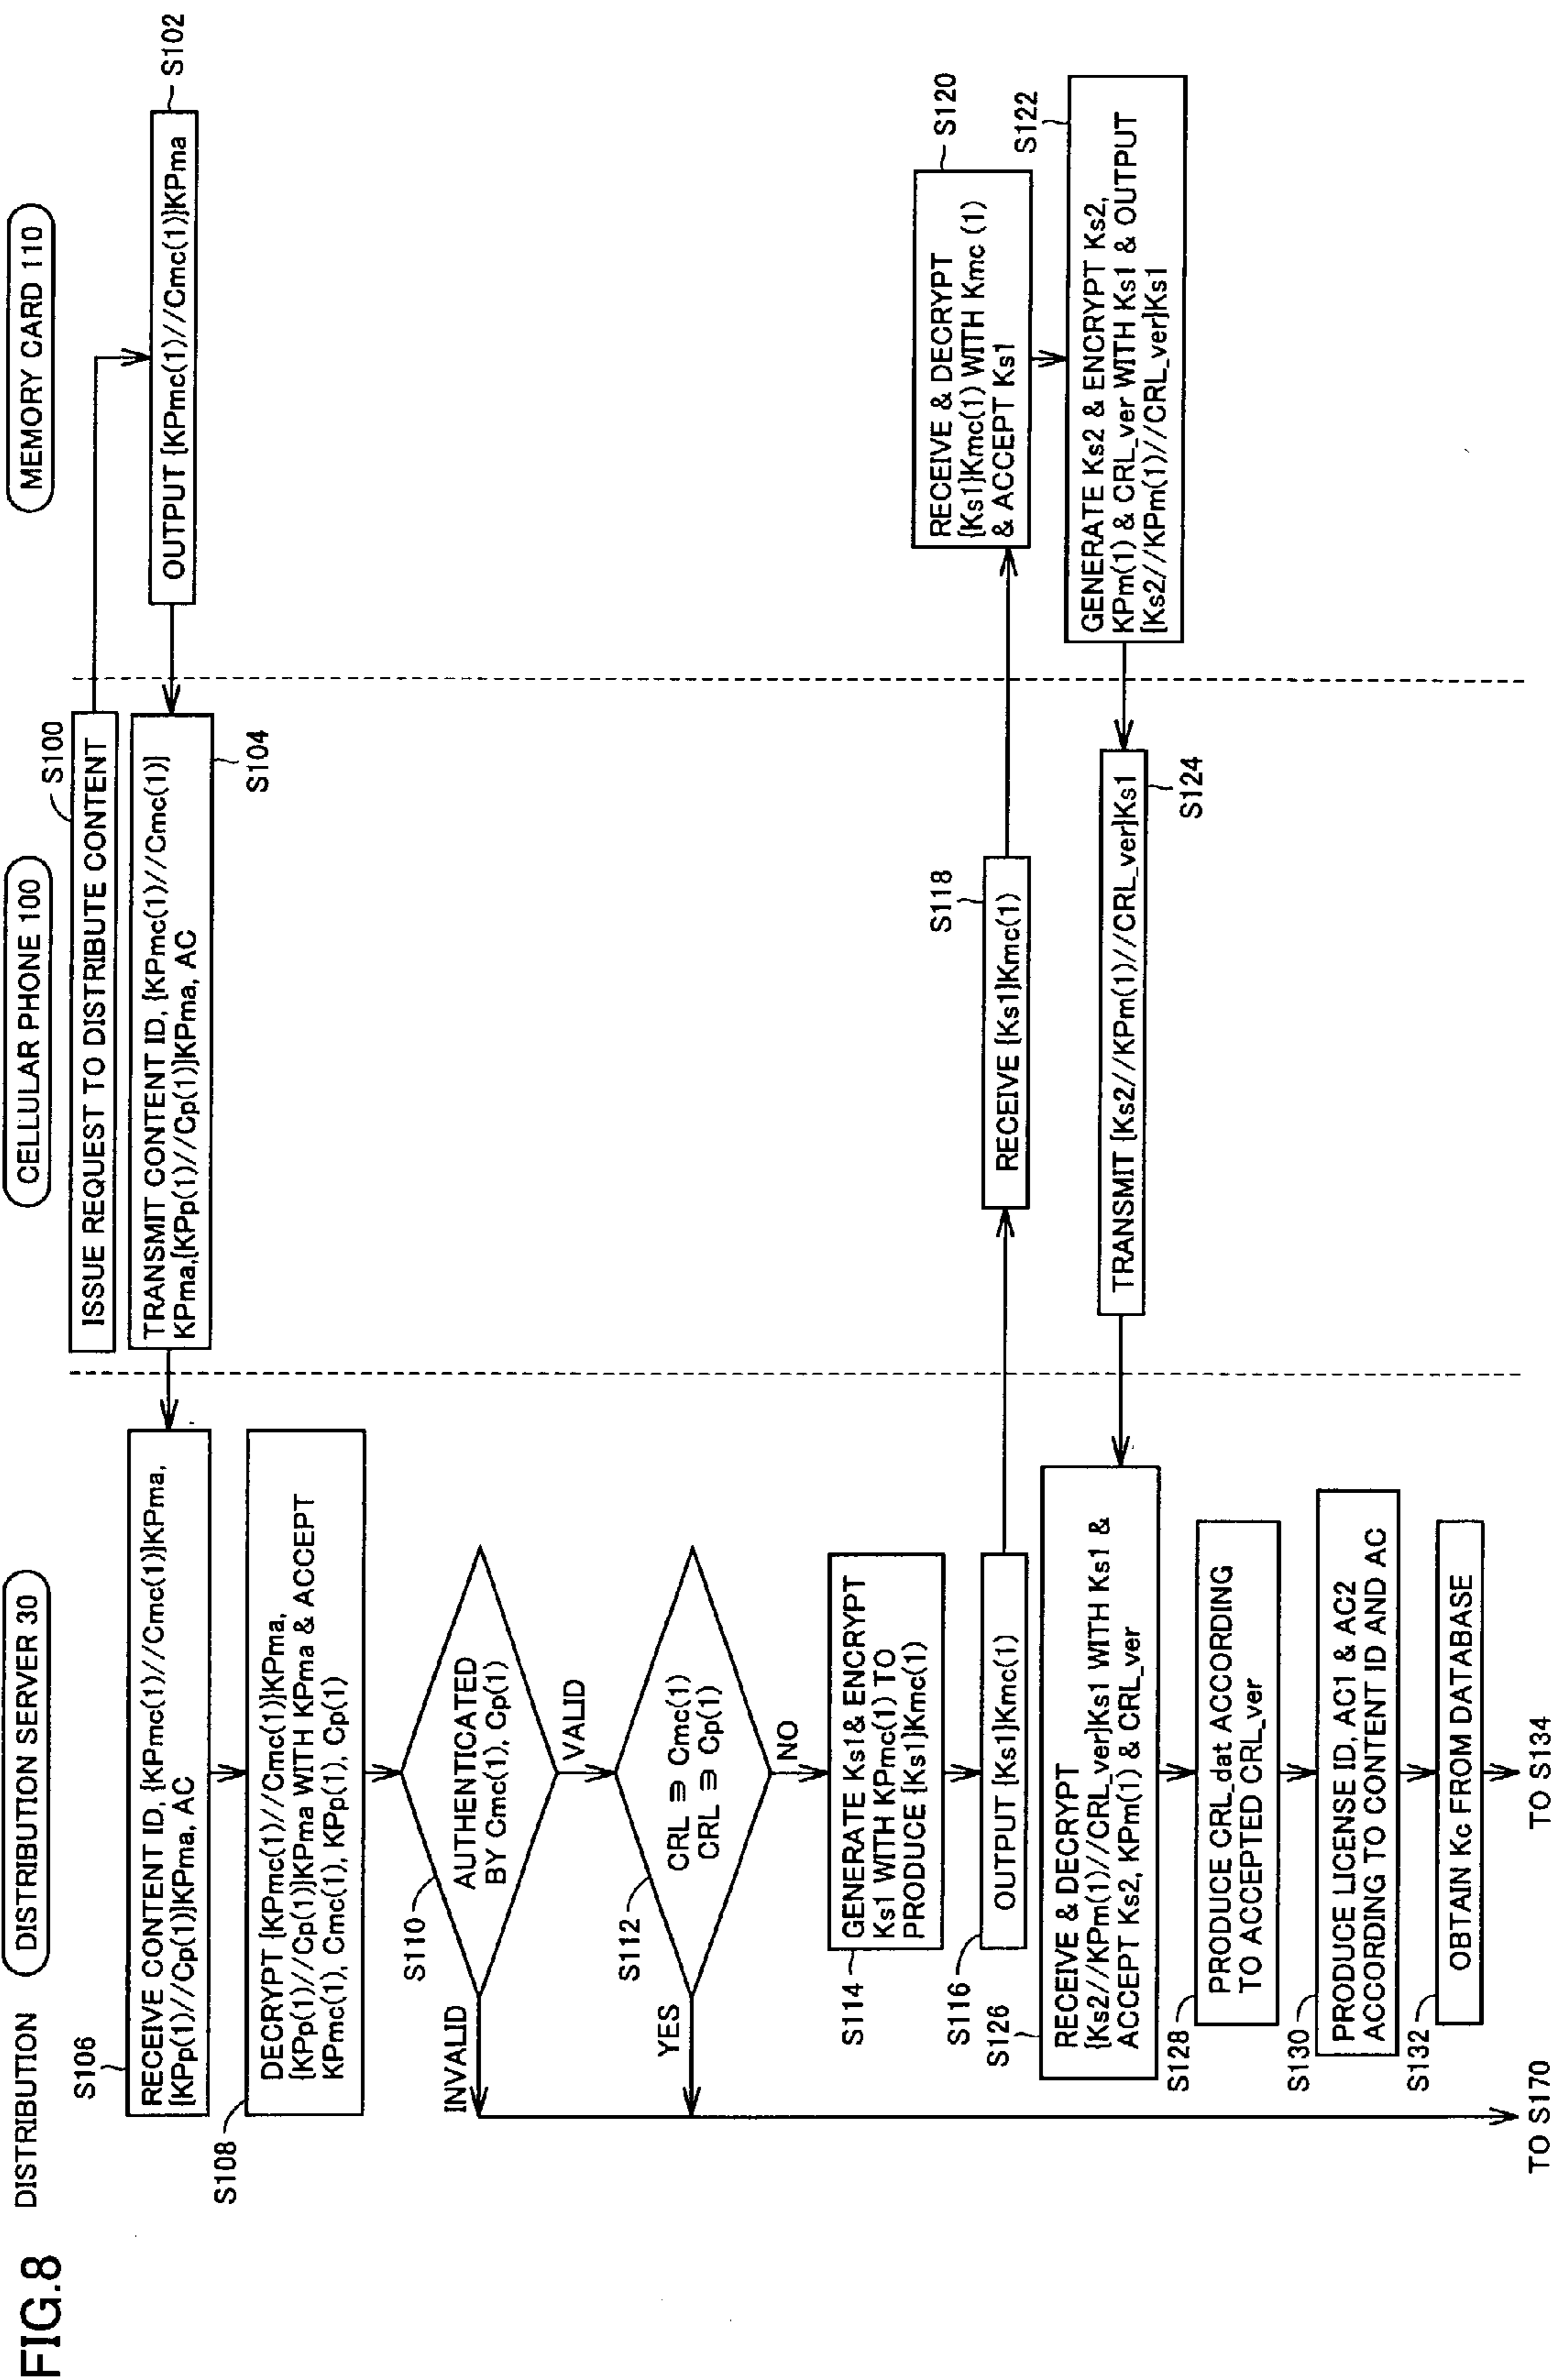 FIG.8
DISTRIBUTION
DISTRIBUTION SERVER 30
CELLULAR PHONE 100
MEMORY CARD 110
S100
ISSUE REQUEST TO DISTRIBUTE CONTENT
S102
OUTPUT {KPmc(1)//Cmc(1)}KPma
TRANSMIT CONTENT ID, {KPmc(1)//Cmc(1)}
KPma,{KPp(1)//Cp(1)}KPma, AC
S104
S106
RECEIVE CONTENT ID, {KPmc(1)//Cmc(1)}KPma,
{KPp(1)//Cp(1)}KPma, AC
S108
DECRYPT {KPmc(1)//Cmc(1)}KPma,
{KPp(1)//Cp(1)}KPma WITH KPma & ACCEPT
KPmc(1), Cmc(1), KPp(1), Cp(1)
S110
AUTHENTICATED
BY Cmc(1), Cp(1)
INVALID
VALID
S112
CRL ∋ Cmc(1)
CRL ∋ Cp(1)
YES
NO
S114
GENERATE Ks1& ENCRYPT
Ks1 WITH KPmc(1) TO
PRODUCE {Ks1}Kmc(1)
S116
OUTPUT {Ks1}Kmc(1)
S118
RECEIVE {Ks1}Kmc(1)
S120
RECEIVE & DECRYPT
{Ks1}Kmc(1) WITH Kmc (1)
& ACCEPT Ks1
S122
GENERATE Ks2 & ENCRYPT Ks2,
KPm(1) & CRL_ver WITH Ks1 & OUTPUT
{Ks2//KPm(1)//CRL_ver}Ks1
TRANSMIT {Ks2//KPm(1)//CRL_ver}Ks1
S124
S126
RECEIVE & DECRYPT
{Ks2//KPm(1)//CRL_ver}Ks1 WITH Ks1 &
ACCEPT Ks2, KPm(1) & CRL_ver
S128
PRODUCE CRL_dat ACCORDING
TO ACCEPTED CRL_ver
S130
PRODUCE LICENSE ID, AC1 & AC2
ACCORDING TO CONTENT ID AND AC
S132
OBTAIN Kc FROM DATABASE
TO S170
TO S134